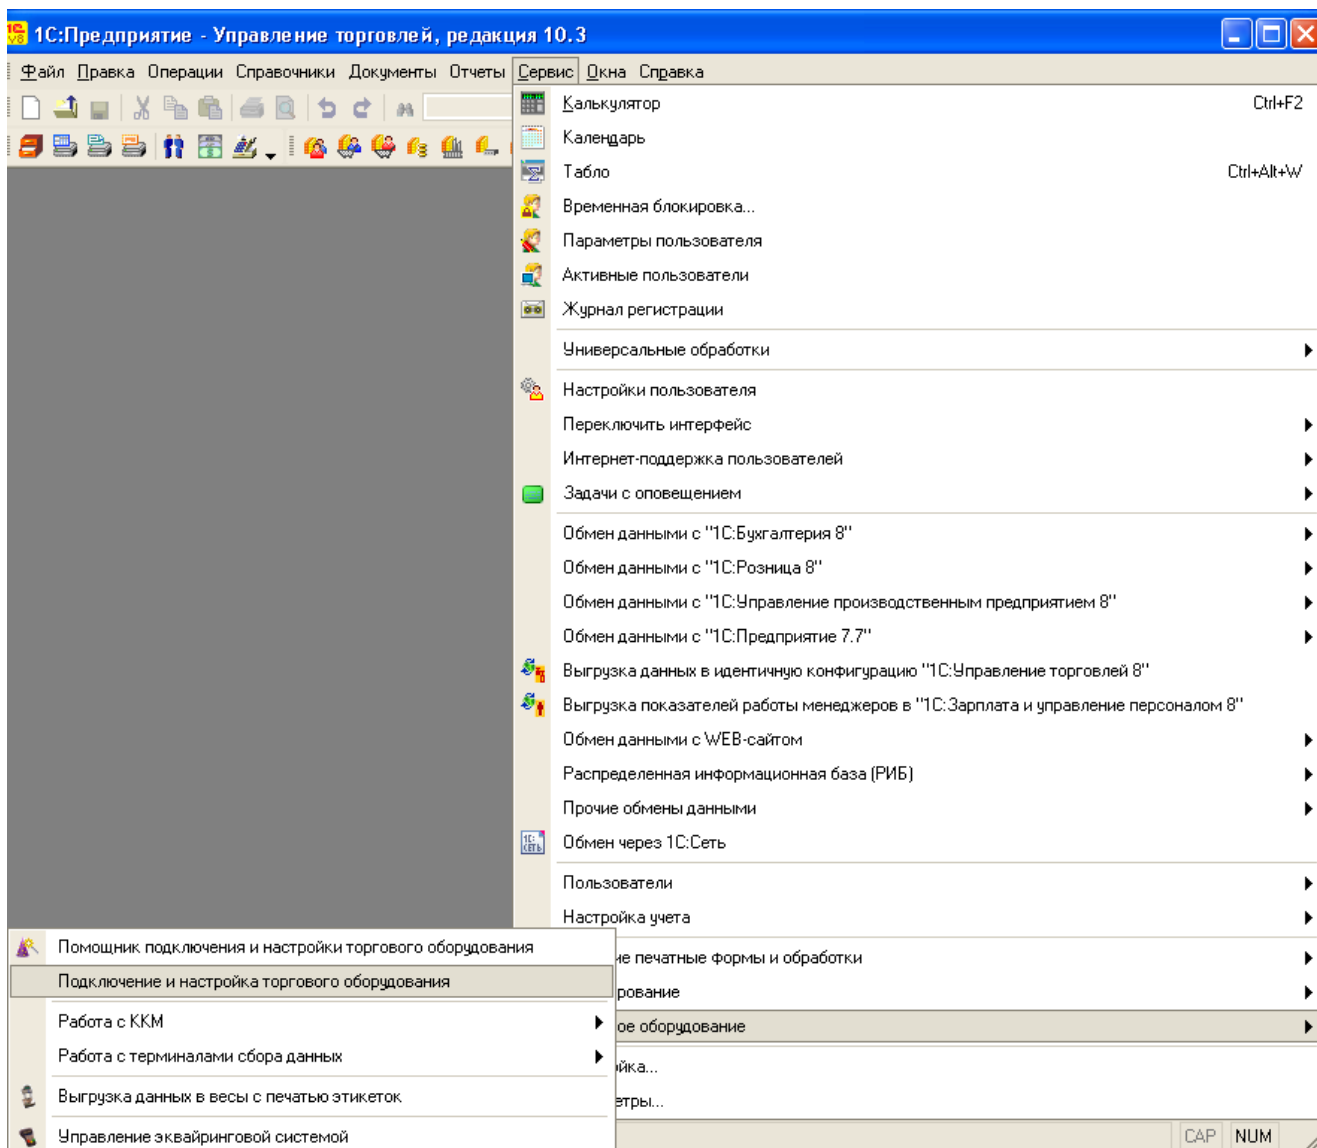 1С:Предприятие - Управление торговлей, редакция 10.3
Файл Правка Операции Справочники Документы Отчеты Сервис Окна Справка
Калькулятор Ctrl+F2
Календарь
Табло Ctrl+Alt+W
Временная блокировка...
Параметры пользователя
Активные пользователи
Журнал регистрации
Универсальные обработки
Настройки пользователя
Переключить интерфейс
Интернет-поддержка пользователей
Задачи с оповещением
Обмен данными с "1С:Бухгалтерия 8"
Обмен данными с "1С:Розница 8"
Обмен данными с "1С:Управление производственным предприятием 8"
Обмен данными с "1С:Предприятие 7.7"
Выгрузка данных в идентичную конфигурацию "1С:Управление торговлей 8"
Выгрузка показателей работы менеджеров в "1С:Зарплата и управление персоналом 8"
Обмен данными с WEB-сайтом
Распределенная информационная база (РИБ)
Прочие обмены данными
Обмен через 1С:Сеть
Пользователи
Настройка учета
ие печатные формы и обработки
рование
ое оборудование
йка...
етры...
Помощник подключения и настройки торгового оборудования
Подключение и настройка торгового оборудования
Работа с ККМ
Работа с терминалами сбора данных
Выгрузка данных в весы с печатью этикеток
Управление эквайринговой системой
CAP NUM